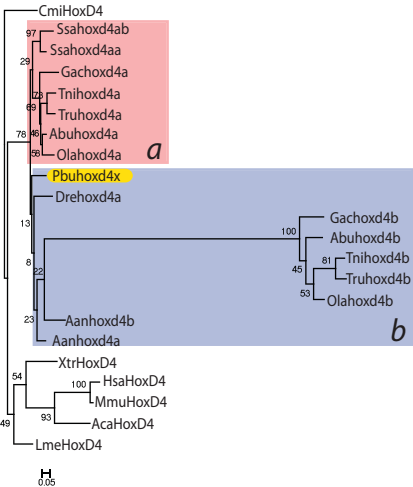 CmiHoxD4
97
Ssahoxd4ab
Ssahoxd4aa
29
Gachoxd4a
73
Tnihoxd4a
69
Truhoxd4a
78
46
Abuhoxd4a
58
Olahoxd4a
a
Pbuhoxd4x
Drehoxd4a
13
Gachoxd4b
100
Abuhoxd4b
8
81
Tnihoxd4b
45
22
Truhoxd4b
53
Olahoxd4b
23
Aanhoxd4b
b
Aanhoxd4a
XtrHoxD4
54
HsaHoxD4
100
MmuHoxD4
93
AcaHoxD4
49
LmeHoxD4
0.05